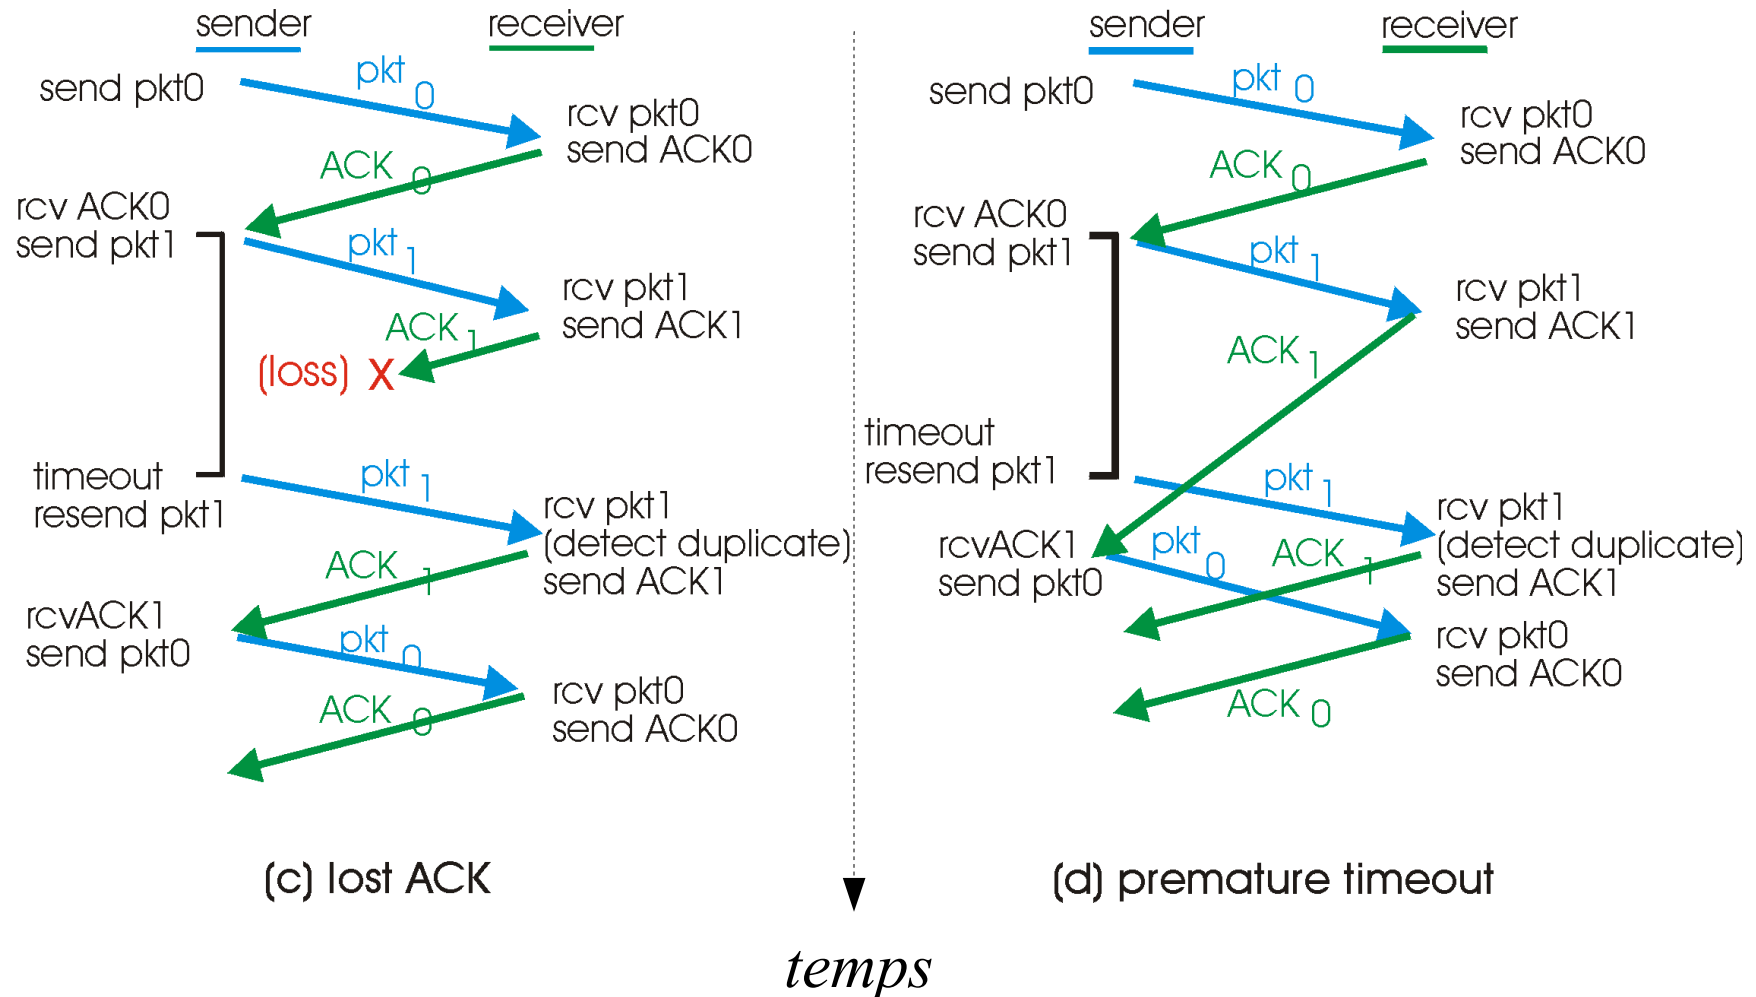 sender
receiver
send pkt0
pkt 0
rcv pkt0
send ACK0
ACK 0
rcv ACK0
send pkt1
pkt 1
rcv pkt1
send ACK1
ACK 1
(loss) X
timeout
resend pkt1
pkt 1
rcv pkt1
(detect duplicate)
send ACK1
ACK 1
rcvACK1
send pkt0
pkt 0
rcv pkt0
send ACK0
ACK 0
(c) lost ACK
sender
receiver
send pkt0
pkt 0
rcv pkt0
send ACK0
ACK 0
rcv ACK0
send pkt1
pkt 1
rcv pkt1
send ACK1
ACK 1
timeout
resend pkt1
pkt 1
rcv pkt1
(detect duplicate)
send ACK1
rcvACK1
send pkt0
pkt 0
ACK 1
rcv pkt0
send ACK0
ACK 0
(d) premature timeout
temps